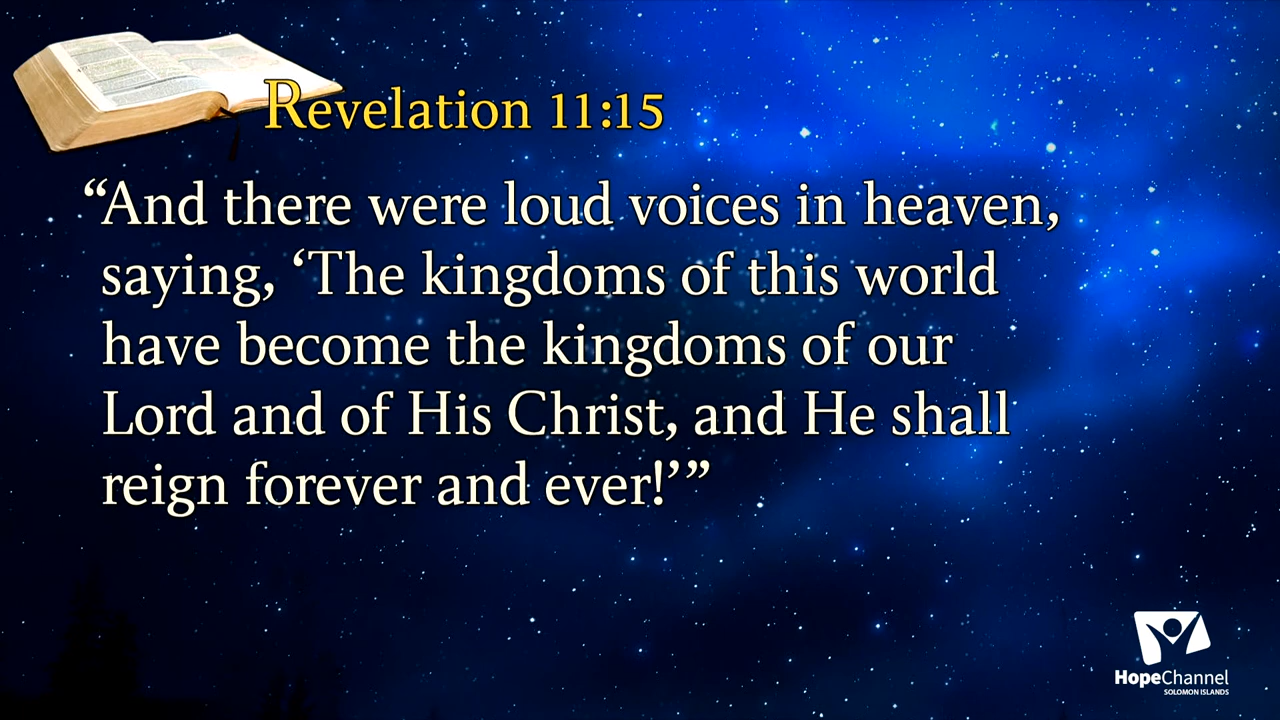 Revelation 11:15
“And there were loud voices in heaven,
saying, ‘The kingdoms of this world
have become the kingdoms of our
Lord and of His Christ, and He shall
reign forever and ever!’”
HopeChannel
SOLOMON ISLANDS